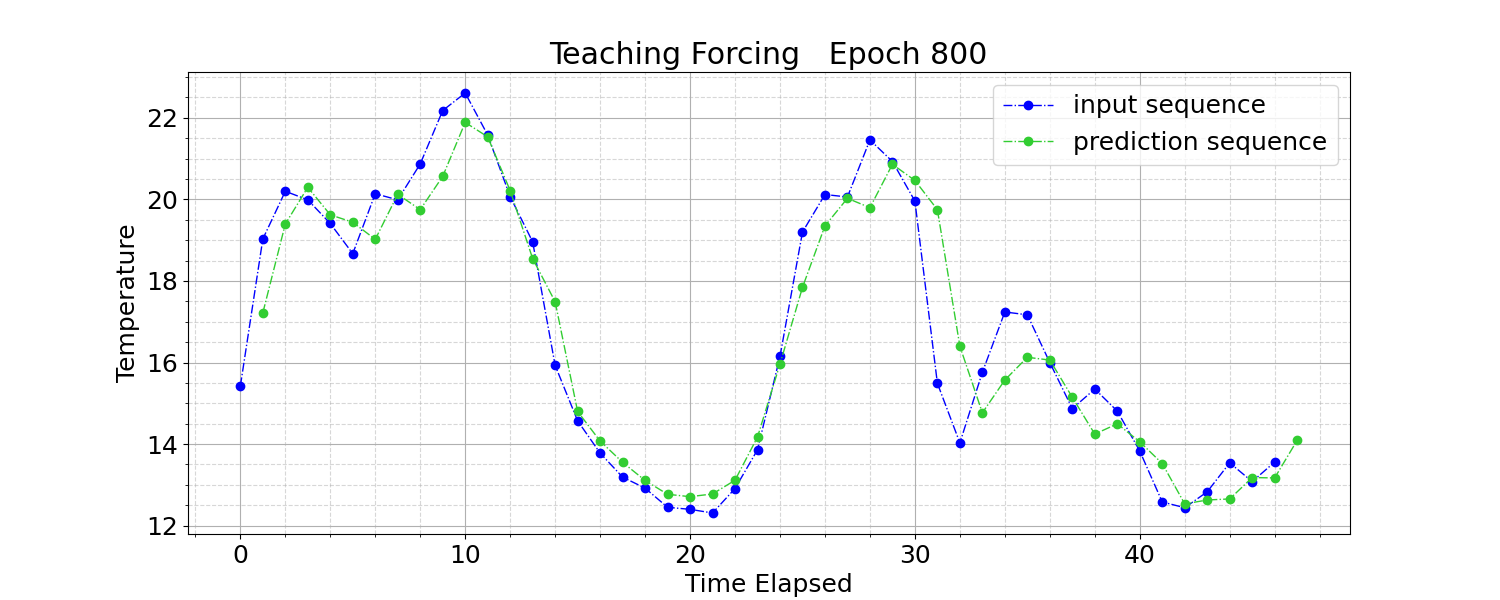 Teaching Forcing   Epoch 800
input sequence
prediction sequence
Temperature
22
20
18
16
14
12
0 10 20 30 40
Time Elapsed